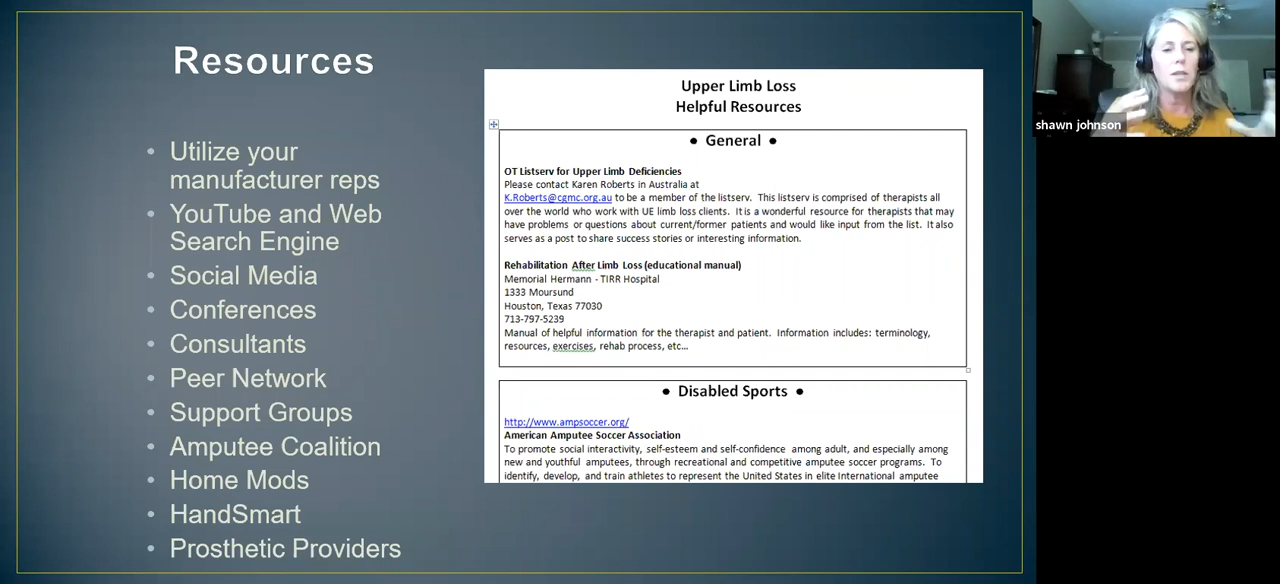 Resources
• Utilize your
manufacturer reps
• YouTube and Web
Search Engine
• Social Media
• Conferences
• Consultants
• Peer Network
• Support Groups
• Amputee Coalition
• Home Mods
• HandSmart
• Prosthetic Providers
Upper Limb Loss
Helpful Resources
● General ●
OT Listserv for Upper Limb Deficiencies
Please contact Karen Roberts in Australia at
K.Roberts@cgmc.org.au to be a member of the listserv. This listserv is comprised of therapists all
over the world who work with UE limb loss clients. It is a wonderful resource for therapists that may
have problems or questions about current/former patients and would like input from the list. It also
serves as a post to share success stories or interesting information.
Rehabilitation After Limb Loss (educational manual)
Memorial Hermann - TIRR Hospital
1333 Moursund
Houston, Texas 77030
713-797-5239
Manual of helpful information for the therapist and patient. Information includes: terminology,
resources, exercises, rehab process, etc...
● Disabled Sports ●
http://www.ampsoccer.org/
American Amputee Soccer Association
To promote social interactivity, self-esteem and self-confidence among adult, and especially among
new and youthful amputees, through recreational and competitive amputee soccer programs. To
identify, develop, and train athletes to represent the United States in elite International amputee
shawn johnson